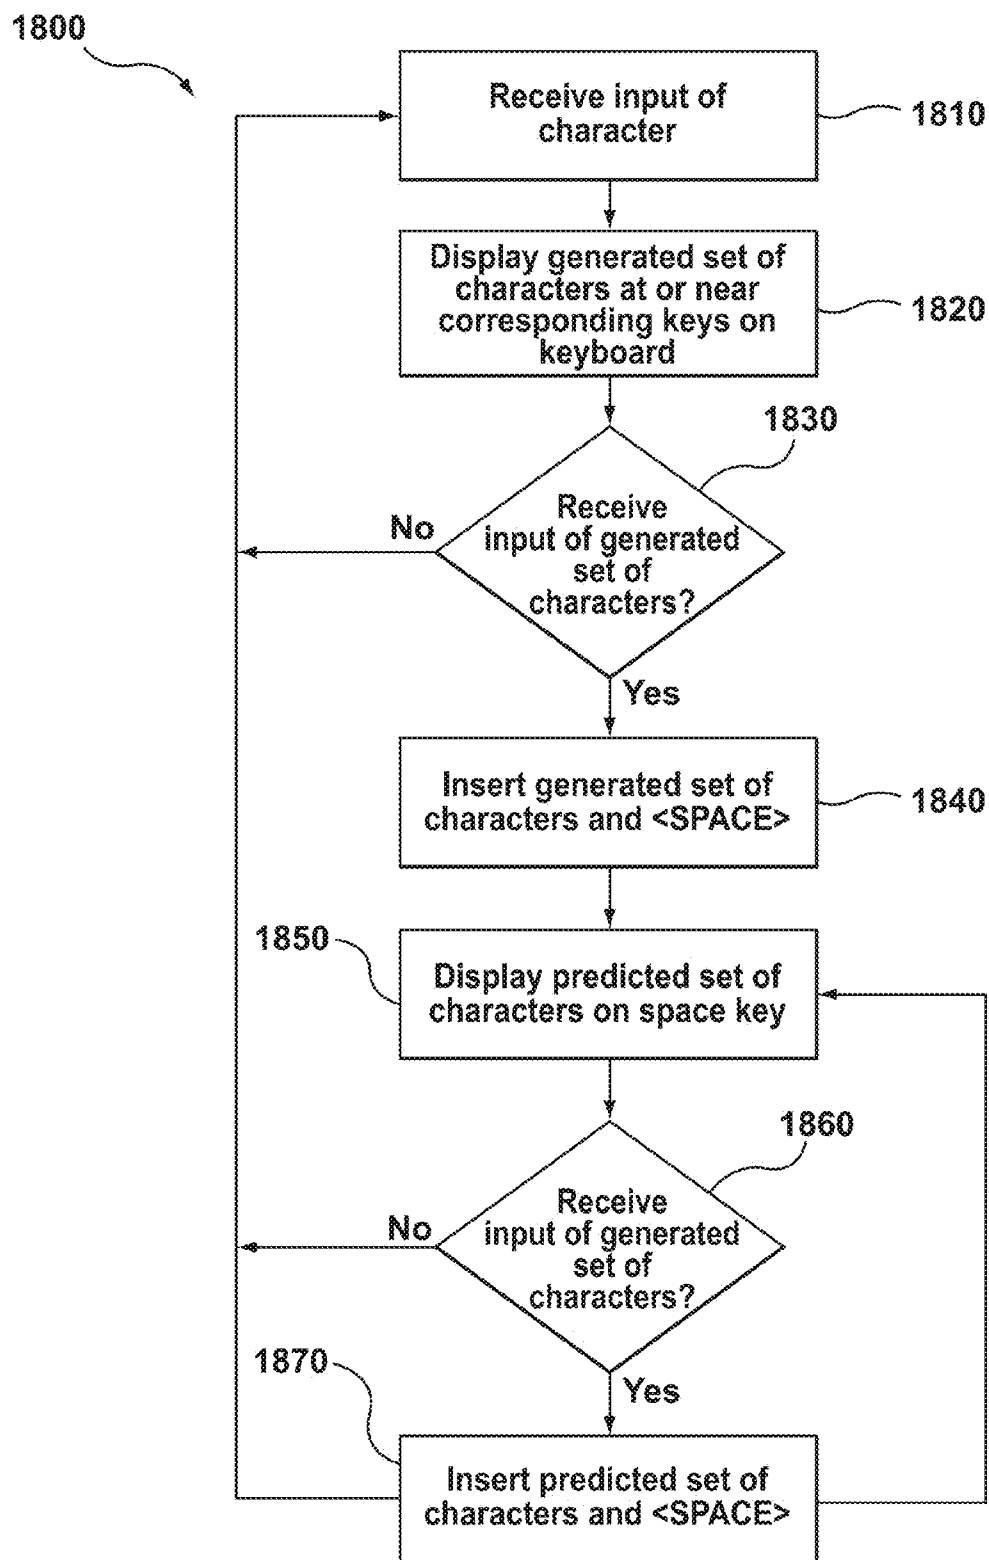 1800
Receive input of
character
1810
Display generated set of
characters at or near
corresponding keys on
keyboard
1820
1830
Receive
input of generated
set of
characters?
No
Yes
Insert generated set of
characters and <SPACE>
1840
1850
Display predicted set of
characters on space key
1860
Receive
input of generated
set of
characters?
No
Yes
1870
Insert predicted set of
characters and <SPACE>